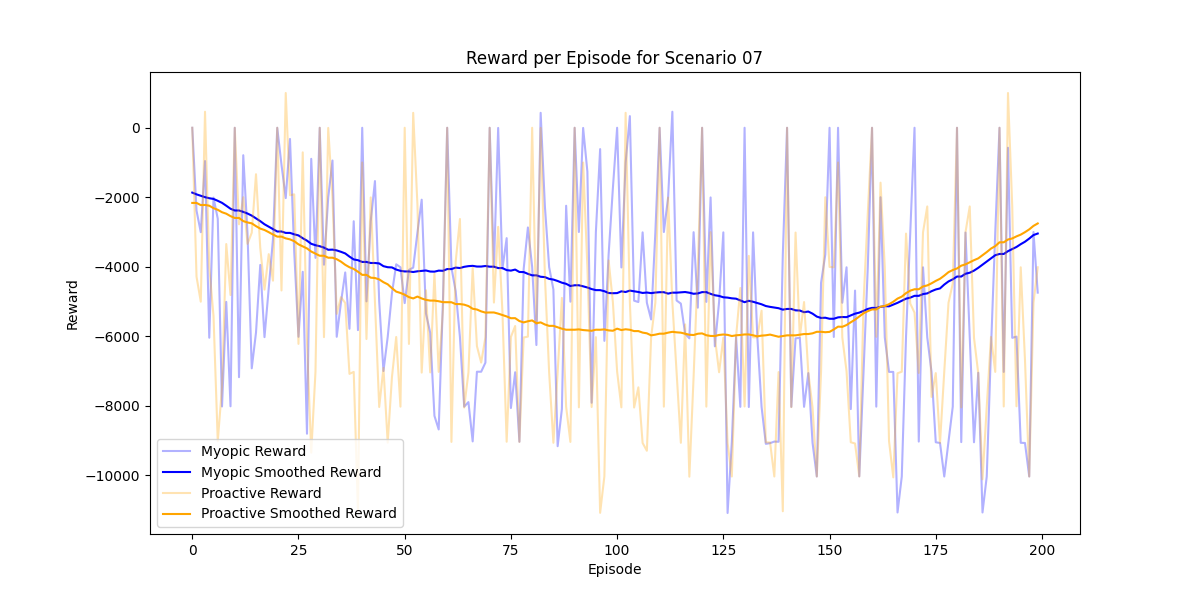 Reward per Episode for Scenario 07
0
−2000
−4000
−6000
−8000
−10000
Reward
Myopic Reward
Myopic Smoothed Reward
Proactive Reward
Proactive Smoothed Reward
0 25 50 75 100 125 150 175 200
Episode